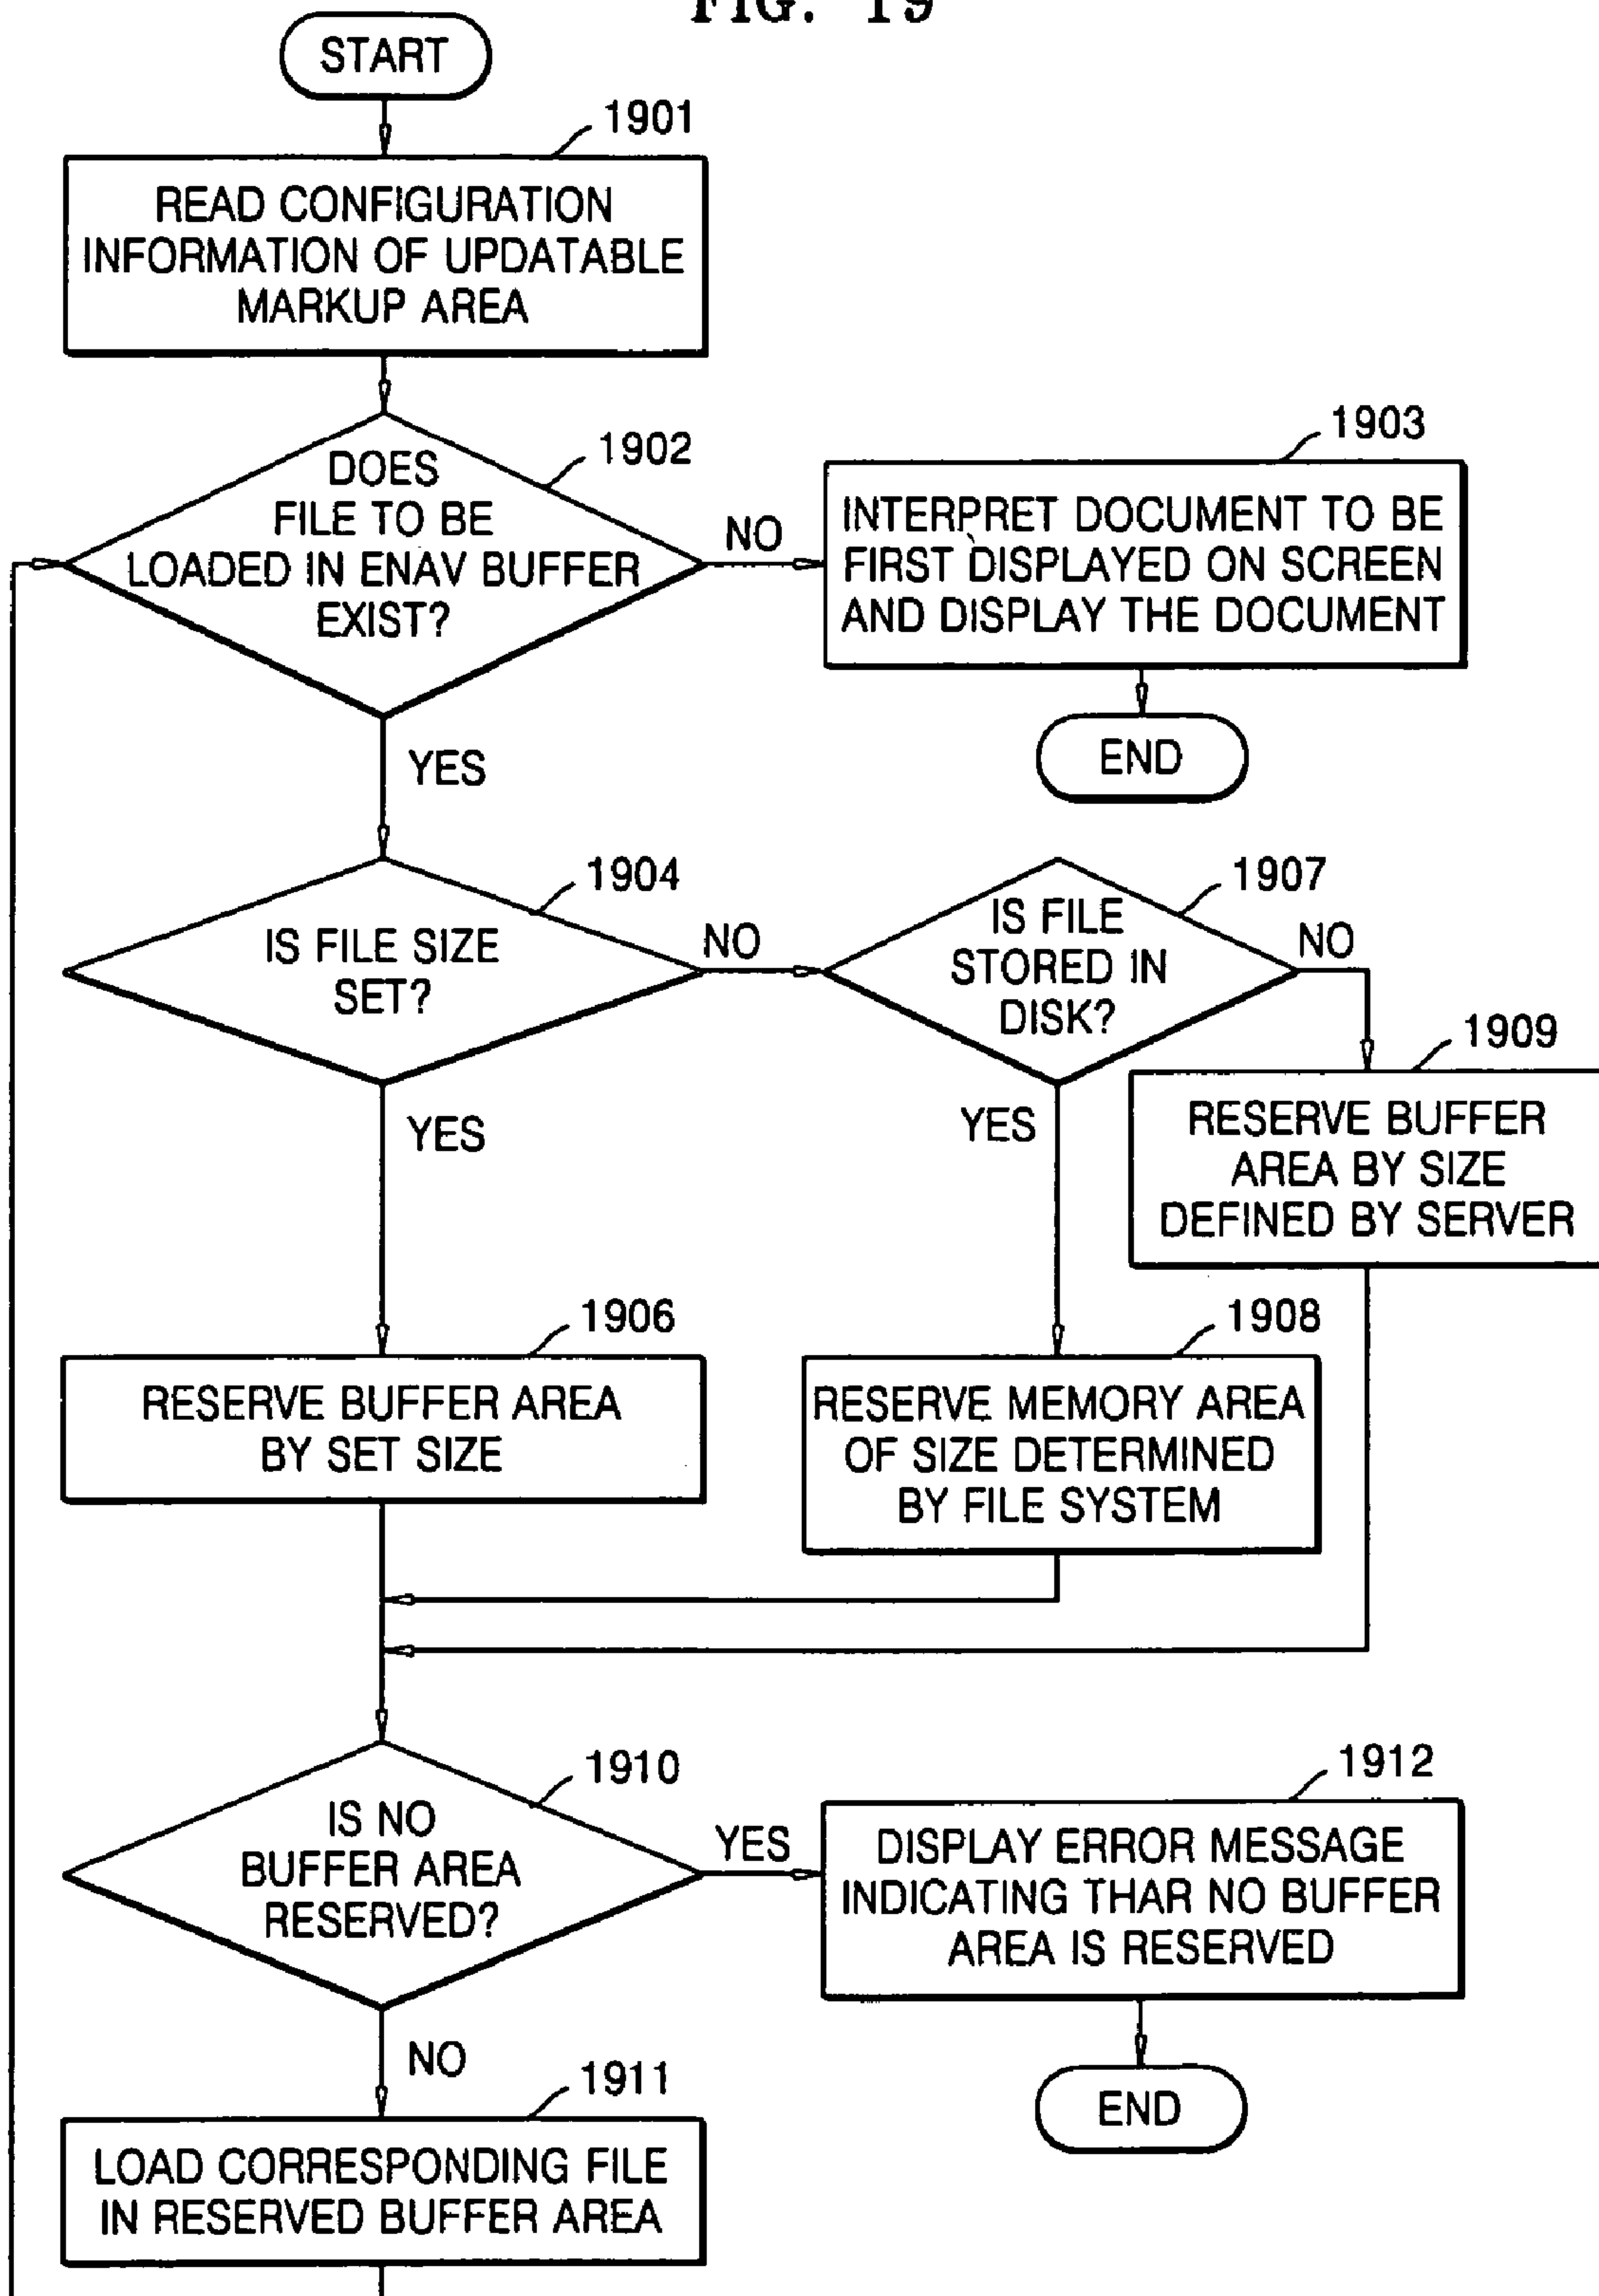 FIG. 19
START
1901
READ CONFIGURATION
INFORMATION OF UPDATABLE
MARKUP AREA
1902
DOES
FILE TO BE
LOADED IN ENAV BUFFER
EXIST?
NO
1903
INTERPRET DOCUMENT TO BE
FIRST DISPLAYED ON SCREEN
AND DISPLAY THE DOCUMENT
END
YES
1904
IS FILE SIZE
SET?
NO
1907
IS FILE
STORED IN
DISK?
NO
1909
RESERVE BUFFER
AREA BY SIZE
DEFINED BY SERVER
YES
YES
1906
RESERVE BUFFER AREA
BY SET SIZE
1908
RESERVE MEMORY AREA
OF SIZE DETERMINED
BY FILE SYSTEM
1910
IS NO
BUFFER AREA
RESERVED?
YES
1912
DISPLAY ERROR MESSAGE
INDICATING THAR NO BUFFER
AREA IS RESERVED
END
NO
1911
LOAD CORRESPONDING FILE
IN RESERVED BUFFER AREA